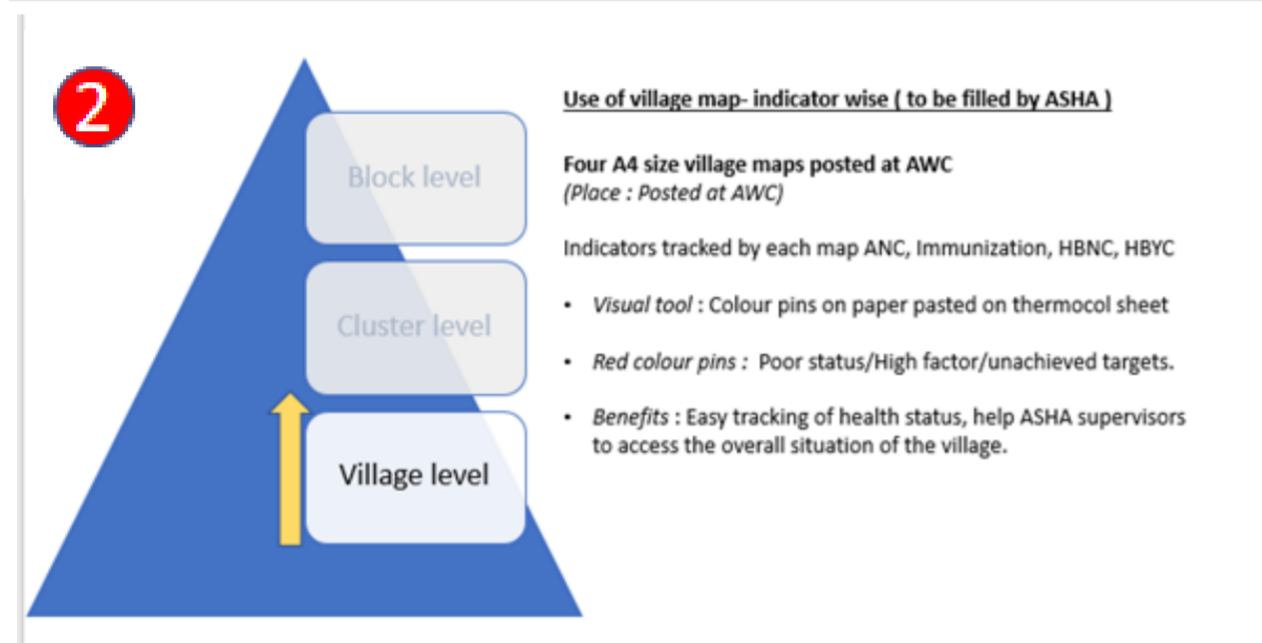 2
Block level
Cluster level
Village level
Use of village map- indicator wise ( to be filled by ASHA )
Four A4 size village maps posted at AWC
(Place : Posted at AWC)
Indicators tracked by each map ANC, Immunization, HBNC, HBYC
• Visual tool : Colour pins on paper pasted on thermocol sheet
• Red colour pins : Poor status/High factor/unachieved targets.
• Benefits : Easy tracking of health status, help ASHA supervisors
to access the overall situation of the village.